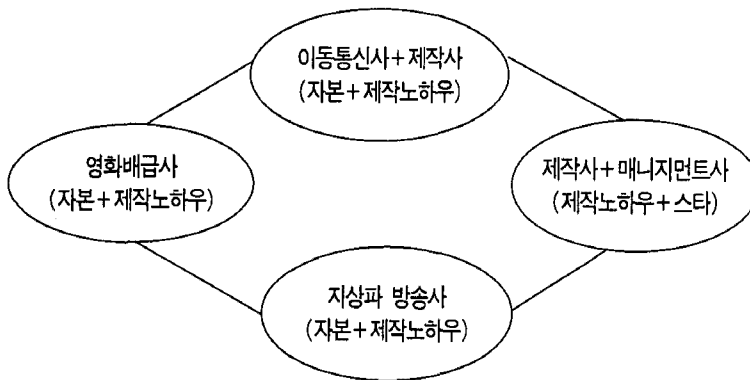 이동통신사+제작사
(자본+제작노하우)
영화배급사
(자본+제작노하우)
제작사+매니지먼트사
(제작노하우+스타)
지상파 방송사
(자본+제작노하우)